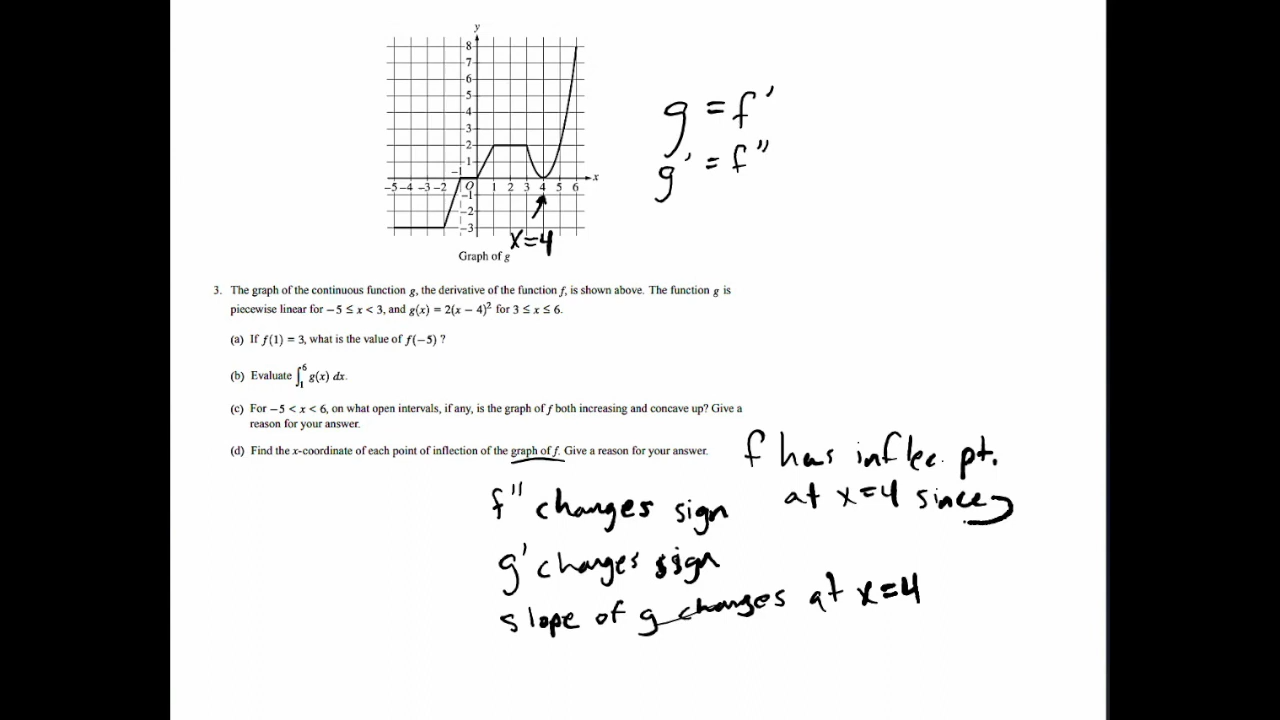 y
8
7
6
5
4
3
2
1
-1
-5 -4 -3 -2 O 1 2 3 4 5 6 x
-1
-2
-3
x=4
Graph of g
g = f'
g' = f"
3. The graph of the continuous function g, the derivative of the function f, is shown above. The function g is
piecewise linear for −5 ≤ x < 3, and g(x) = 2(x − 4)² for 3 ≤ x ≤ 6.
(a) If f(1) = 3, what is the value of f(−5) ?
(b) Evaluate ∫₁⁶ g(x) dx.
(c) For −5 < x < 6, on what open intervals, if any, is the graph of f both increasing and concave up? Give a
reason for your answer.
(d) Find the x-coordinate of each point of inflection of the graph of f. Give a reason for your answer.
f has inflec. pt.
at x=4 since
f" changes sign
g' changes sign
slope of g changes at x=4